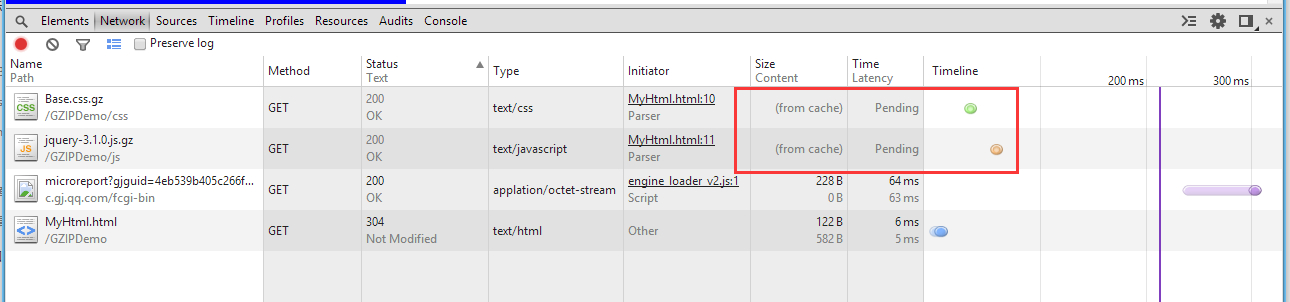 Elements Network Sources Timeline Profiles Resources Audits Console
Preserve log
Name Method Status Type Initiator Size Time Timeline
Path Text Content Latency 200 ms 300 ms
Base.css.gz GET 200 text/css MyHtml.html:10 (from cache) Pending
/GZIPDemo/css OK Parser
jquery-3.1.0.js.gz GET 200 text/javascript MyHtml.html:11 (from cache) Pending
/GZIPDemo/js OK Parser
microreport?gjguid=4eb539b405c266f... GET 200 applation/octet-stream engine_loader_v2.js:1 228 B 64 ms
c.gj.qq.com/fcgi-bin OK Script 0 B 63 ms
MyHtml.html GET 304 text/html Other 122 B 6 ms
/GZIPDemo Not Modified 582 B 5 ms